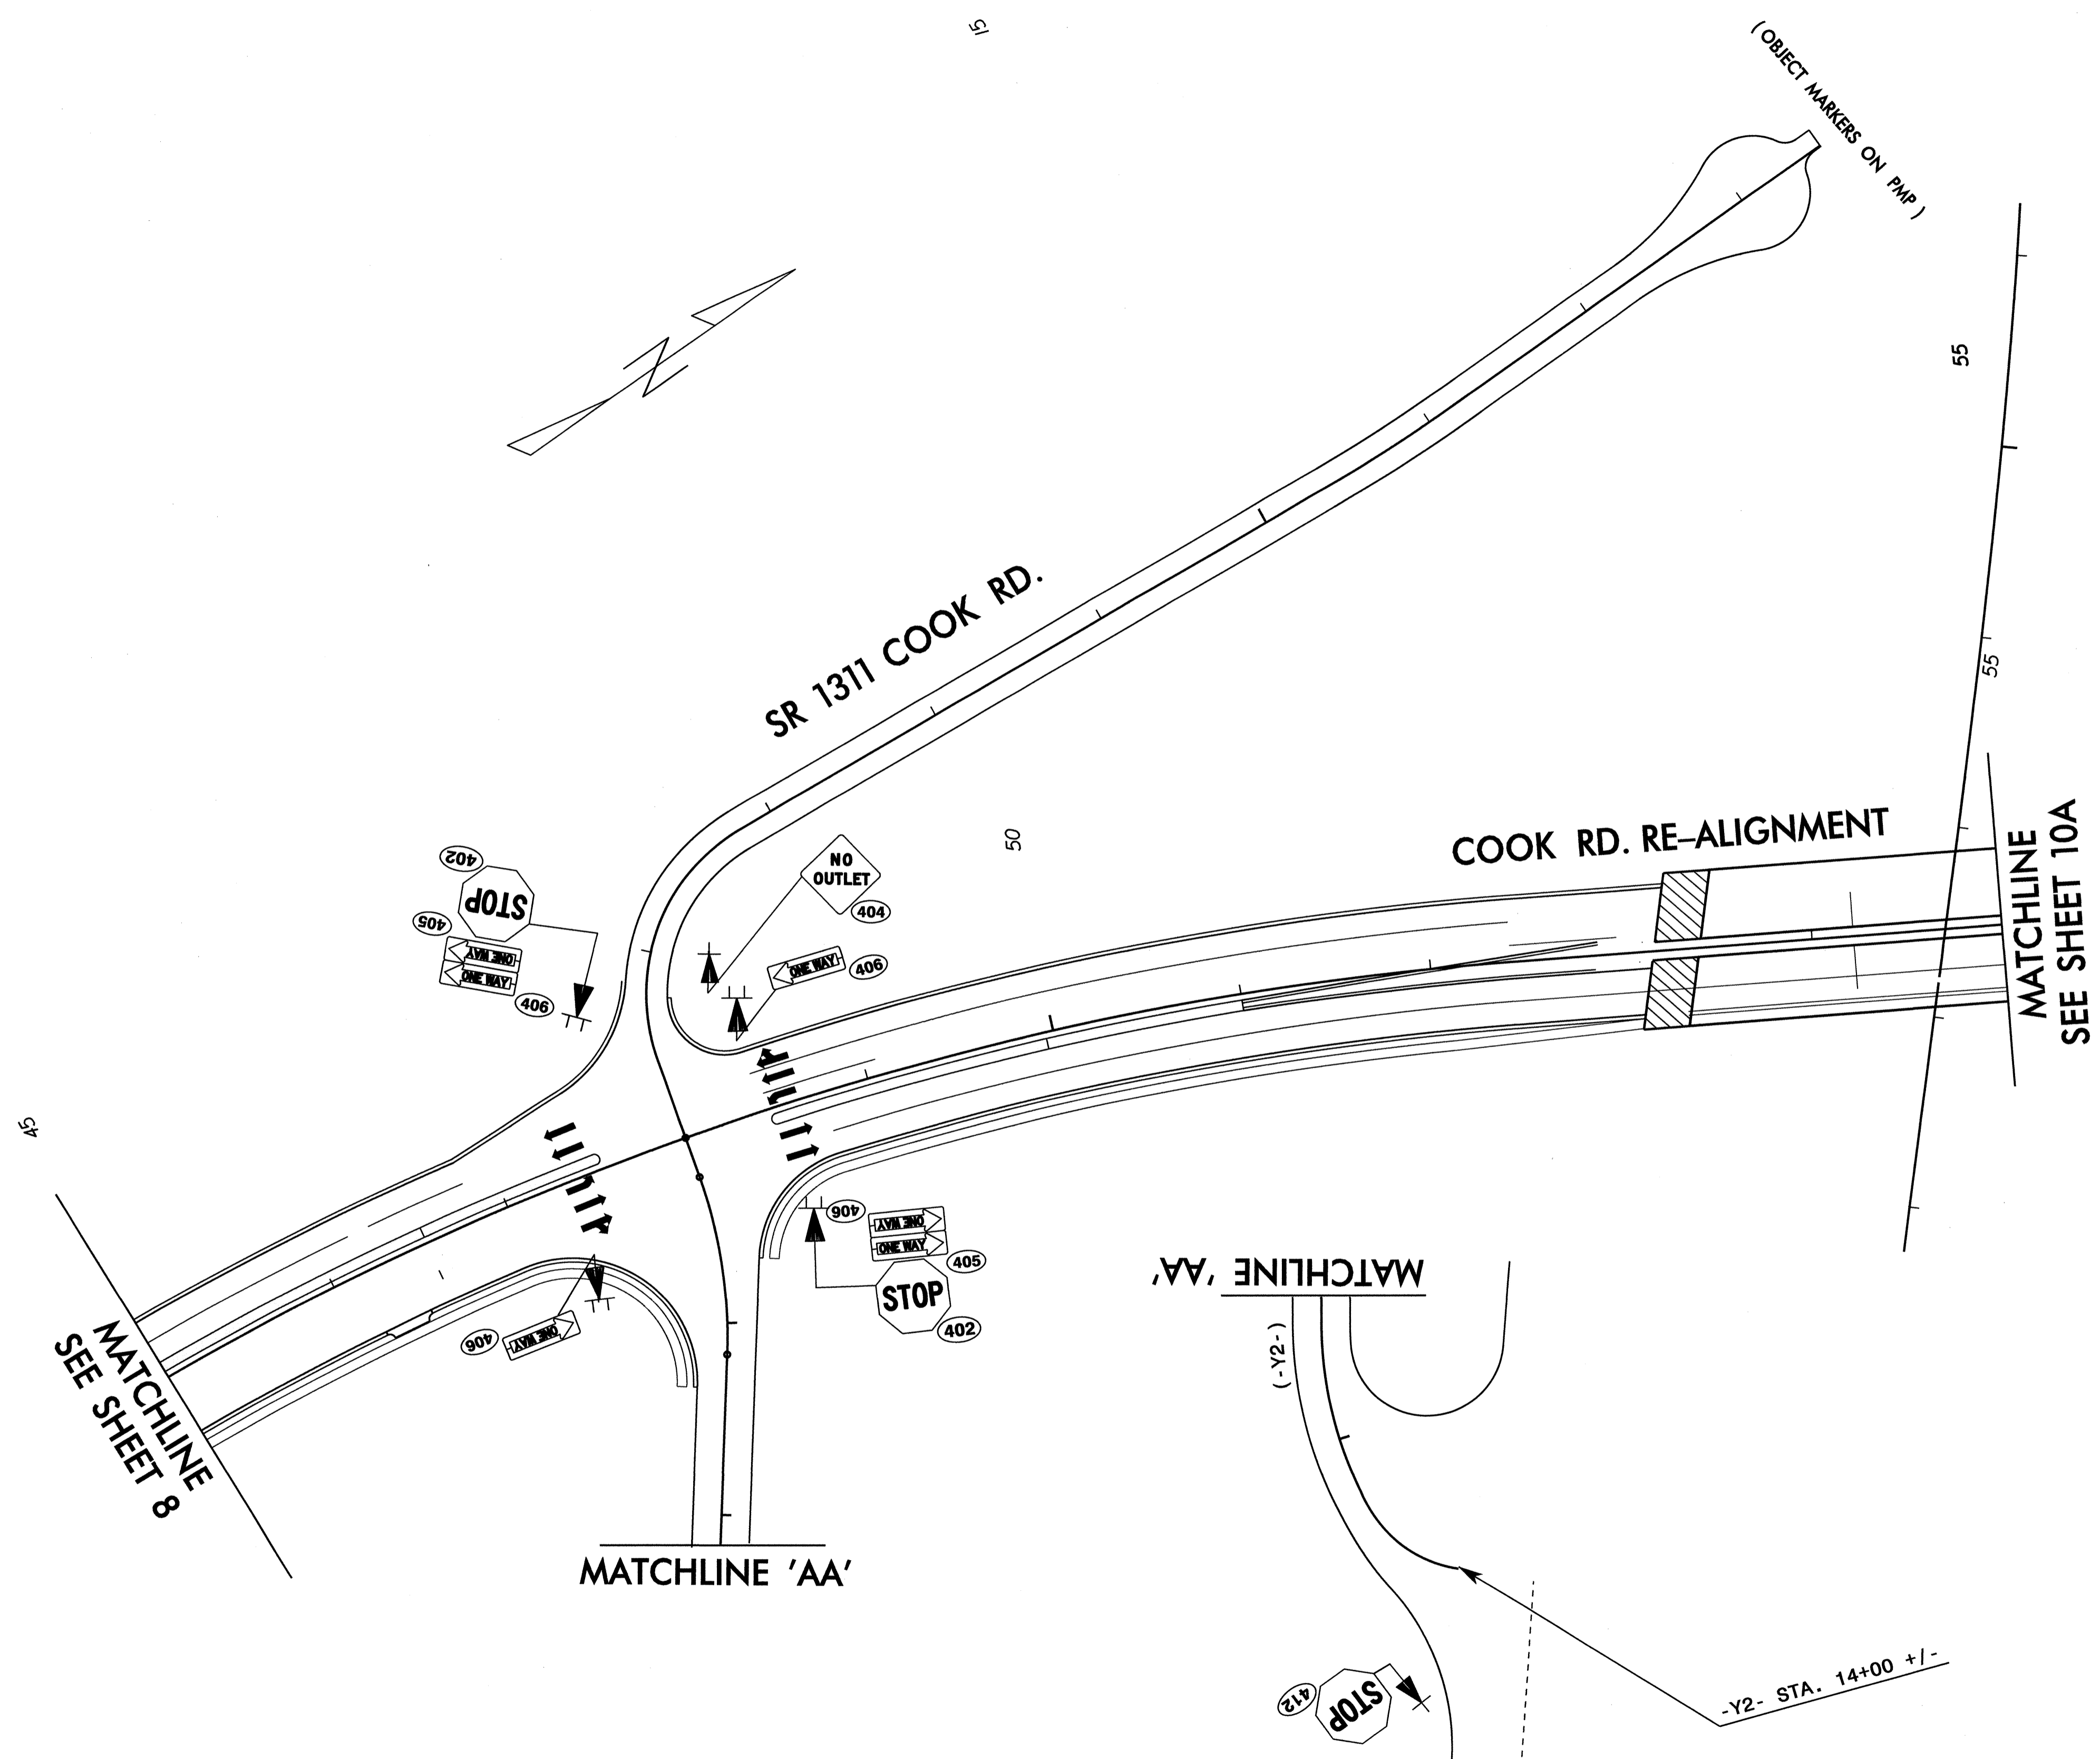 15
( OBJECT MARKERS ON PMP )
55
SR 1311 COOK RD.
55
COOK RD. RE–ALIGNMENT
MATCHLINE
SEE SHEET 10A
50
402
STOP
405
ONE WAY
ONE WAY
406
NO
OUTLET
404
ONE WAY
406
45
406
ONE WAY
ONE WAY
405
STOP
402
406
ONE WAY
MATCHLINE
SEE SHEET 8
MATCHLINE 'AA'
MATCHLINE 'AA'
(-Y2-)
-Y2- STA. 14+00 +/-
412
STOP